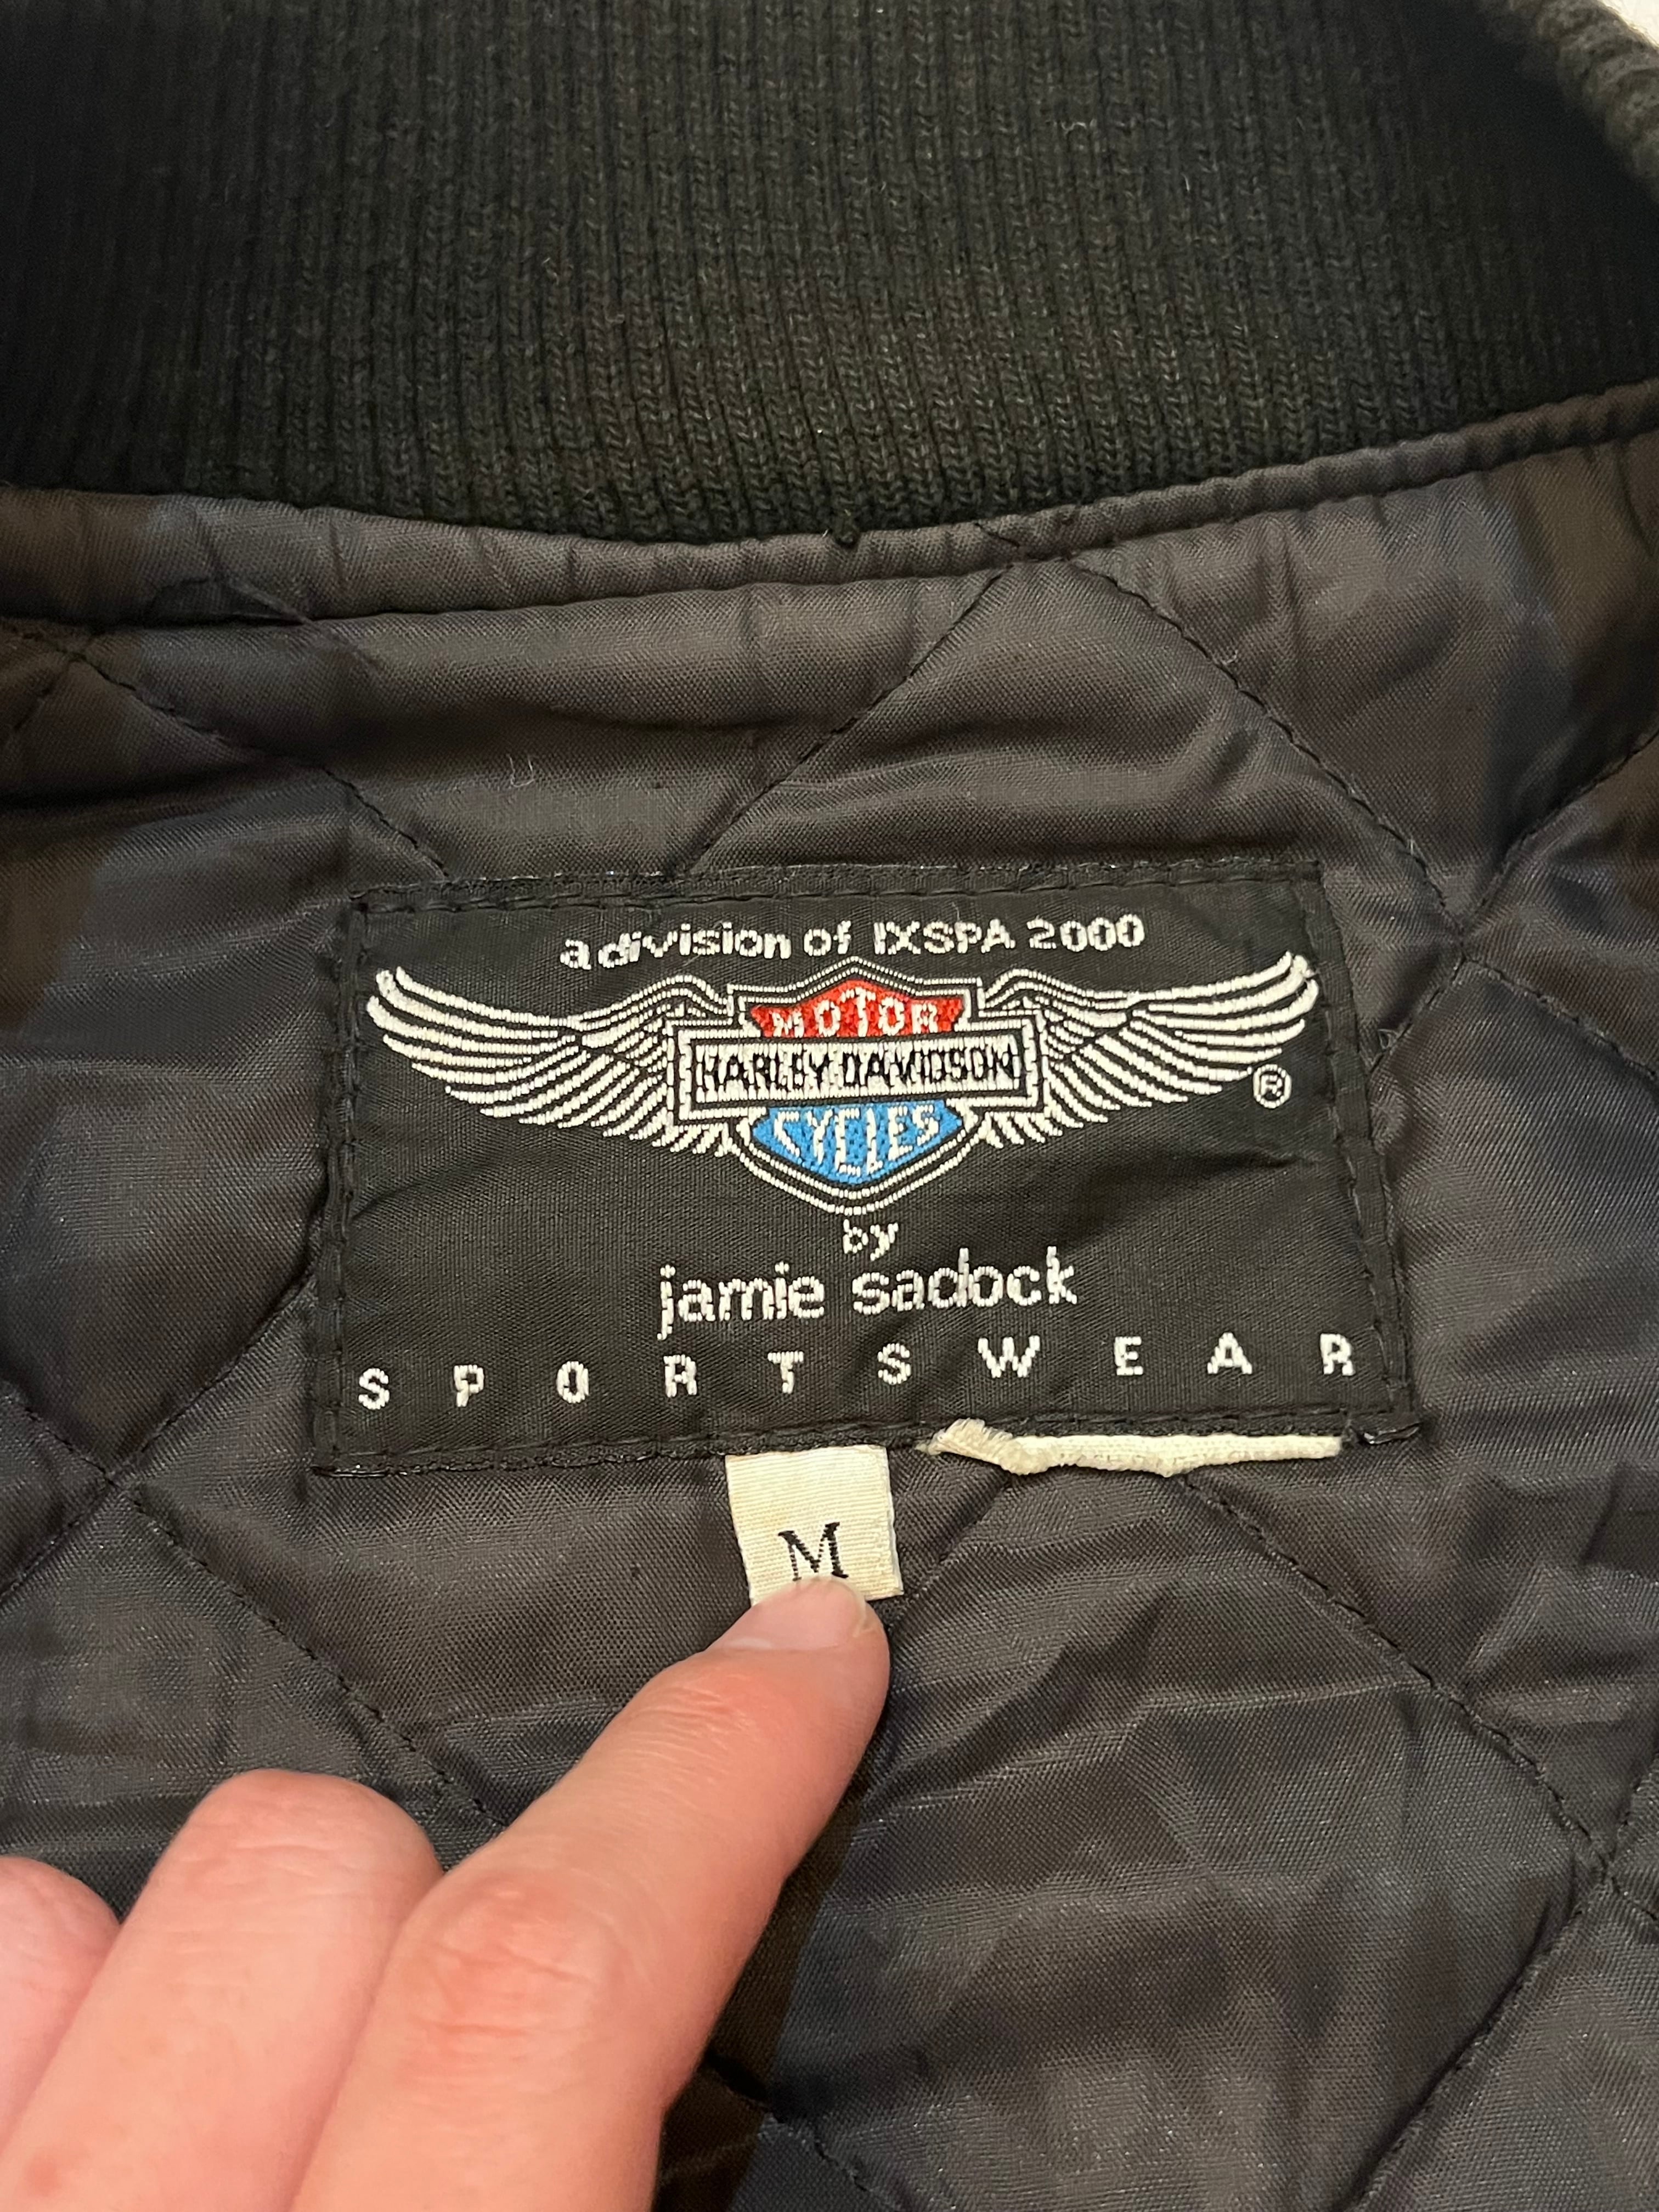 a division of IXSPA 2000
MOTOR
HARLEY-DAVIDSON
CYCLES
®
by
jamie sadock
SPORTSWEAR
M